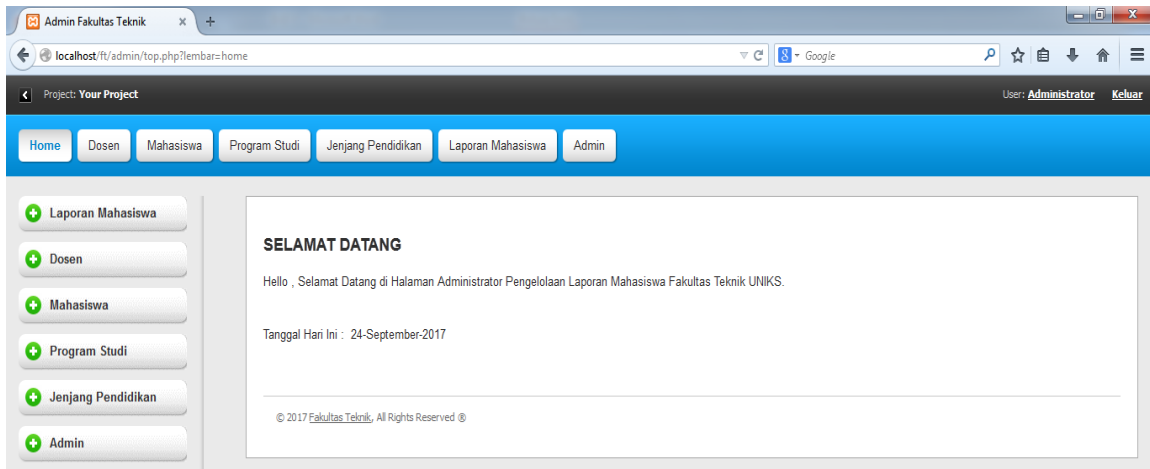 Admin Fakultas Teknik
localhost/ft/admin/top.php?lembar=home
Google
Project: Your Project
User: Administrator Keluar
Home Dosen Mahasiswa Program Studi Jenjang Pendidikan Laporan Mahasiswa Admin
Laporan Mahasiswa
Dosen
Mahasiswa
Program Studi
Jenjang Pendidikan
Admin
SELAMAT DATANG
Hello , Selamat Datang di Halaman Administrator Pengelolaan Laporan Mahasiswa Fakultas Teknik UNIKS.
Tanggal Hari Ini : 24-September-2017
© 2017 Fakultas Teknik, All Rights Reserved ®